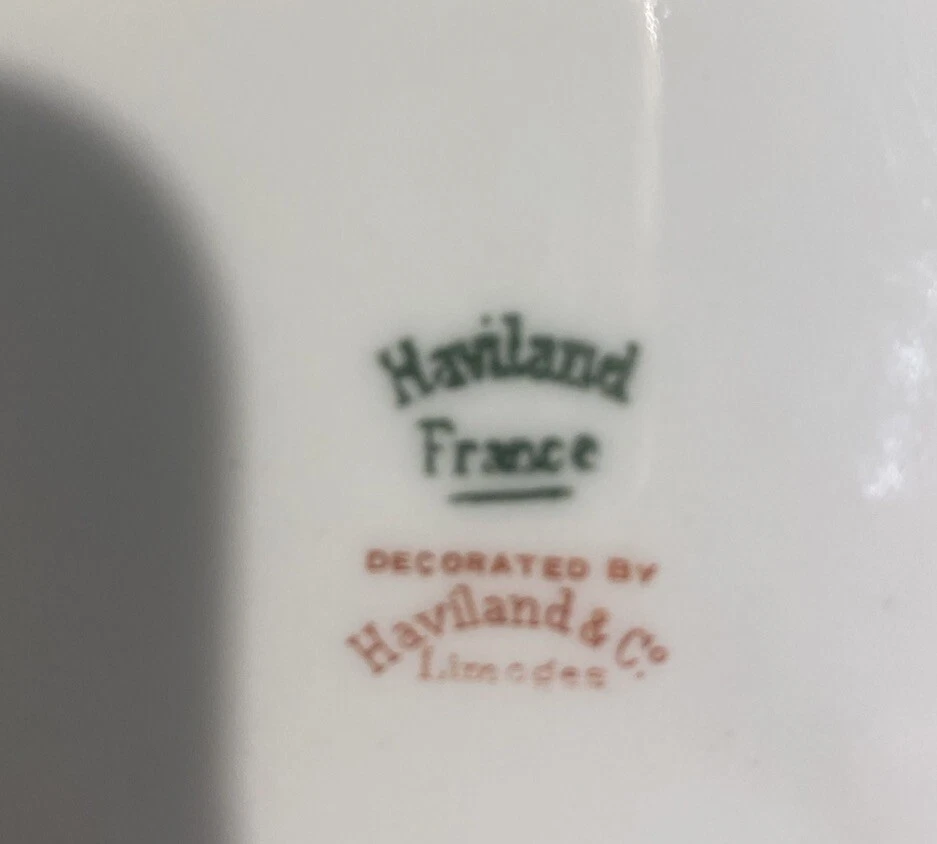 Haviland
France
DECORATED BY
Haviland & Co.
Limoges